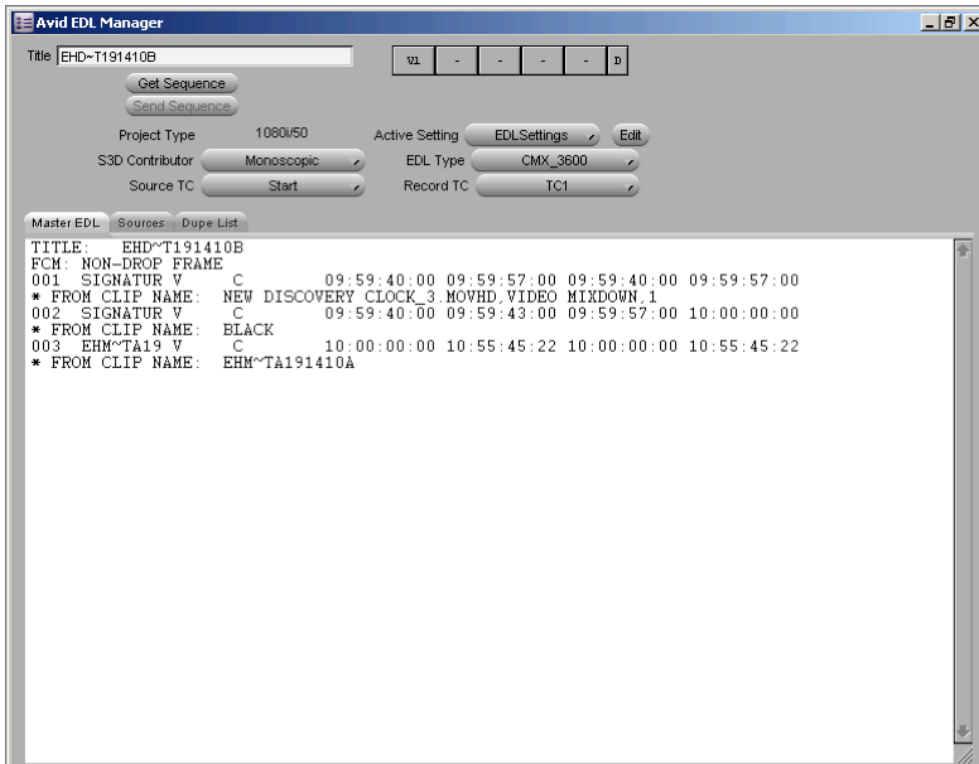 Avid EDL Manager
Title EHD~T191410B
V1 - - - - D
Get Sequence
Send Sequence
Project Type 1080i/50 Active Setting EDLSettings Edit
S3D Contributor Monoscopic EDL Type CMX_3600
Source TC Start Record TC TC1
Master EDL Sources Dupe List
TITLE: EHD~T191410B
FCM: NON-DROP FRAME
001 SIGNATUR V C 09:59:40:00 09:59:57:00 09:59:40:00 09:59:57:00
* FROM CLIP NAME: NEW DISCOVERY CLOCK_3.MOVHD,VIDEO MIXDOWN,1
002 SIGNATUR V C 09:59:40:00 09:59:43:00 09:59:57:00 10:00:00:00
* FROM CLIP NAME: BLACK
003 EHM~TA19 V C 10:00:00:00 10:55:45:22 10:00:00:00 10:55:45:22
* FROM CLIP NAME: EHM~TA191410A